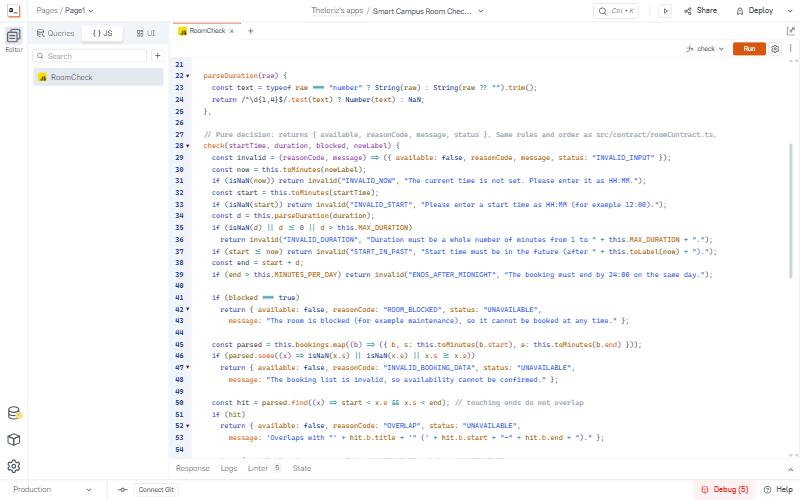 Pages / Page1
Theleriz's apps / Smart Campus Room Chec...
Ctrl + K
Share
Deploy
Editor
Queries
{ } JS
UI
RoomCheck
Search
RoomCheck
check
Run
21
22 parseDuration(raw) {
23 const text = typeof raw === "number" ? String(raw) : String(raw ?? "").trim();
24 return /^\d{1,4}$/.test(text) ? Number(text) : NaN;
25 },
26
27 // Pure decision: returns { available, reasonCode, message, status }. Same rules and order as src/contract/roomContract.ts.
28 check(startTime, duration, blocked, nowLabel) {
29 const invalid = (reasonCode, message) => ({ available: false, reasonCode, message, status: "INVALID_INPUT" });
30 const now = this.toMinutes(nowLabel);
31 if (isNaN(now)) return invalid("INVALID_NOW", "The current time is not set. Please enter it as HH:MM.");
32 const start = this.toMinutes(startTime);
33 if (isNaN(start)) return invalid("INVALID_START", "Please enter a start time as HH:MM (for example 12:00).");
34 const d = this.parseDuration(duration);
35 if (isNaN(d) || d <= 0 || d > this.MAX_DURATION)
36 return invalid("INVALID_DURATION", "Duration must be a whole number of minutes from 1 to " + this.MAX_DURATION + ".");
37 if (start <= now) return invalid("START_IN_PAST", "Start time must be in the future (after " + this.toLabel(now) + ").");
38 const end = start + d;
39 if (end > this.MINUTES_PER_DAY) return invalid("ENDS_AFTER_MIDNIGHT", "The booking must end by 24:00 on the same day.");
40
41 if (blocked === true)
42 return { available: false, reasonCode: "ROOM_BLOCKED", status: "UNAVAILABLE",
43 message: "The room is blocked (for example maintenance), so it cannot be booked at any time." };
44
45 const parsed = this.bookings.map((b) => ({ b, s: this.toMinutes(b.start), e: this.toMinutes(b.end) }));
46 if (parsed.some((x) => isNaN(x.s) || isNaN(x.e) || x.s >= x.e))
47 return { available: false, reasonCode: "INVALID_BOOKING_DATA", status: "UNAVAILABLE",
48 message: "The booking list is invalid, so availability cannot be confirmed." };
49
50 const hit = parsed.find((x) => start < x.e && x.s < end); // touching ends do not overlap
51 if (hit)
52 return { available: false, reasonCode: "OVERLAP", status: "UNAVAILABLE",
53 message: 'Overlaps with "' + hit.b.title + '" (' + hit.b.start + "-" + hit.b.end + ")." };
54
Response
Logs
Linter 5
State
Production
Connect Git
Debug (5)
Help